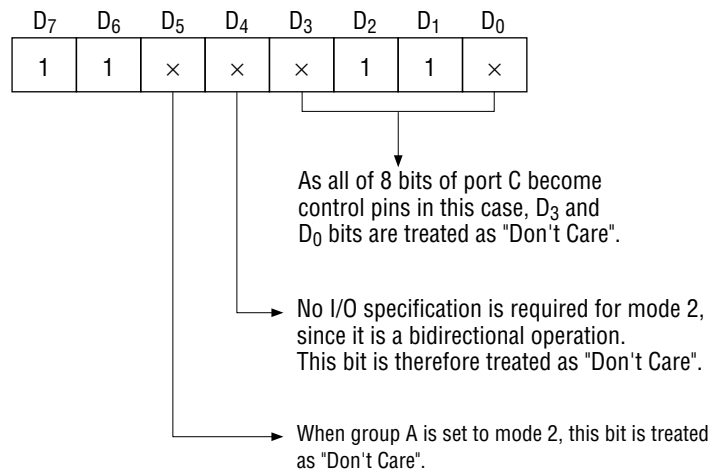 D7 D6 D5 D4 D3 D2 D1 D0
1 1 × × × 1 1 ×
As all of 8 bits of port C become
control pins in this case, D3 and
D0 bits are treated as "Don't Care".
No I/O specification is required for mode 2,
since it is a bidirectional operation.
This bit is therefore treated as "Don't Care".
When group A is set to mode 2, this bit is treated
as "Don't Care".